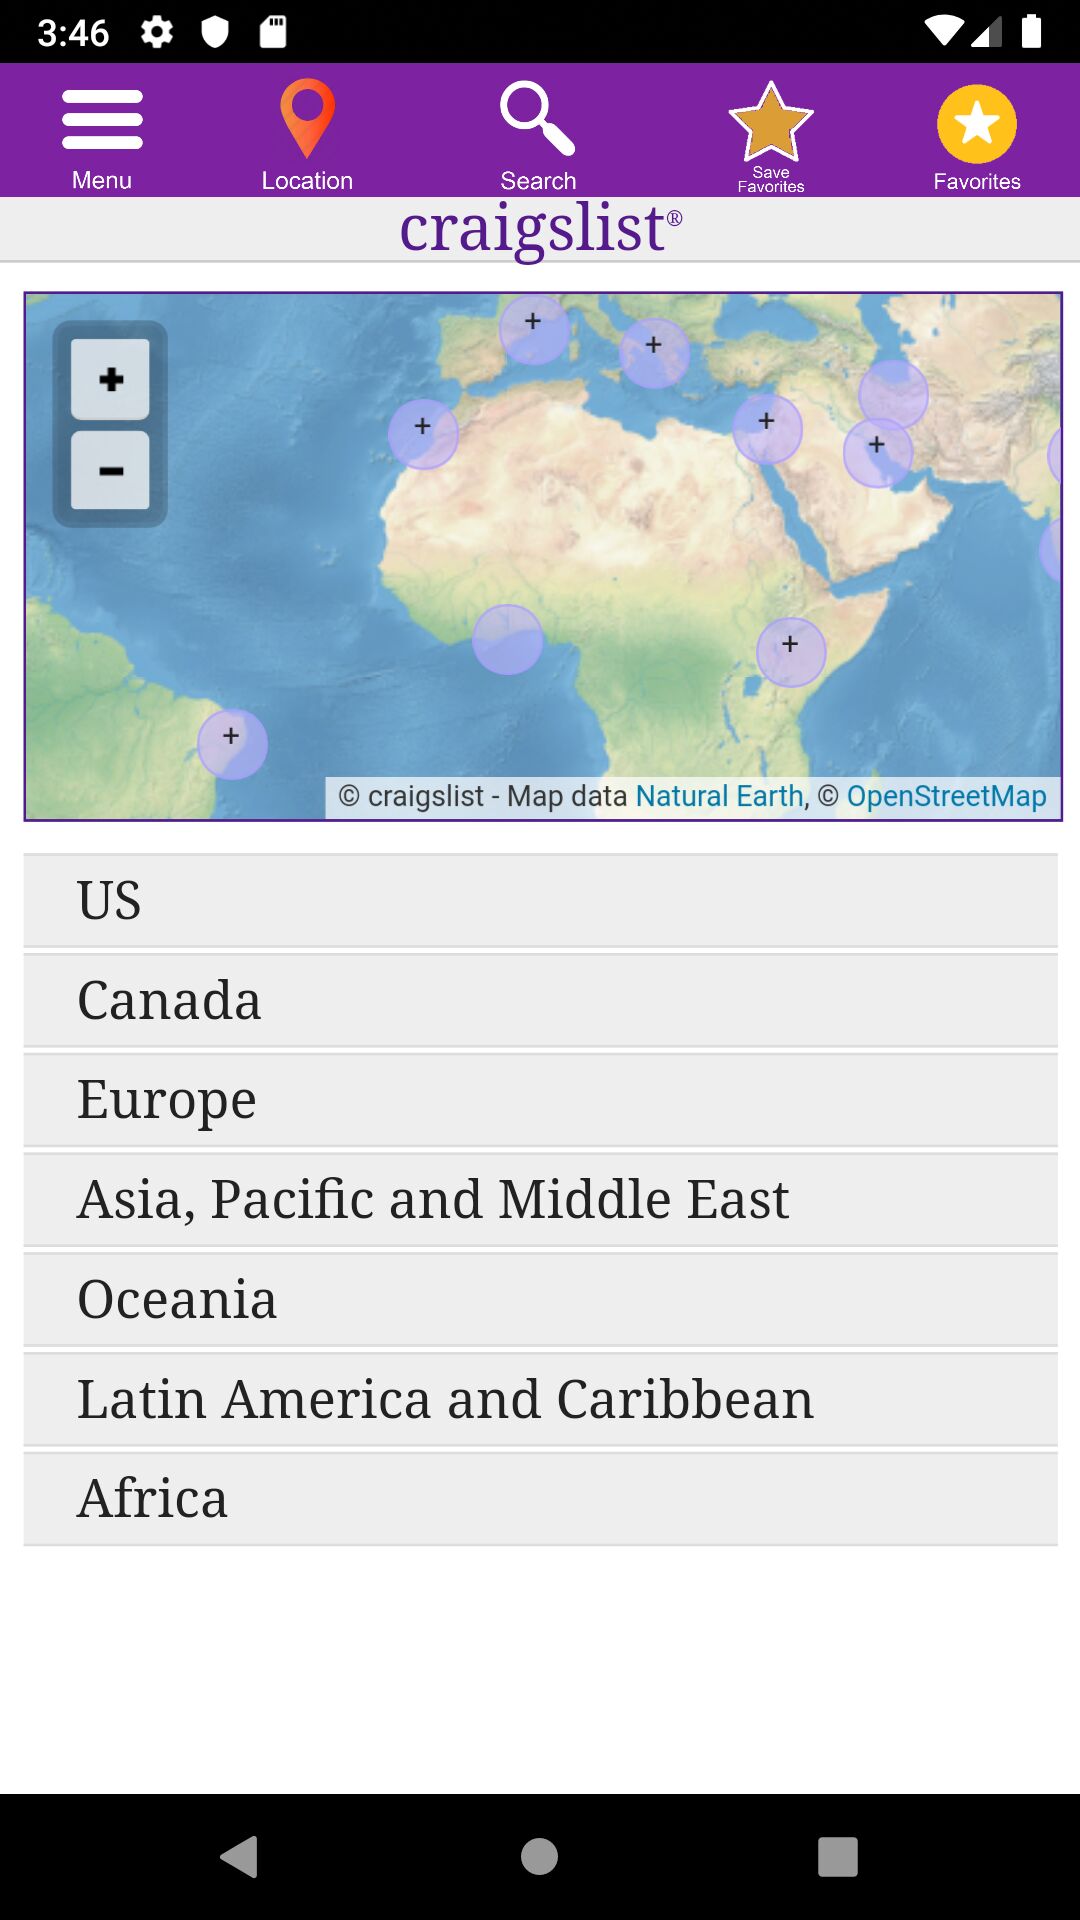 3:46
Menu
Location
Search
Save
Favorites
Favorites
craigslist®
+
+
+
+
+
+
+
+
−
+
© craigslist - Map data Natural Earth, © OpenStreetMap
US
Canada
Europe
Asia, Pacific and Middle East
Oceania
Latin America and Caribbean
Africa